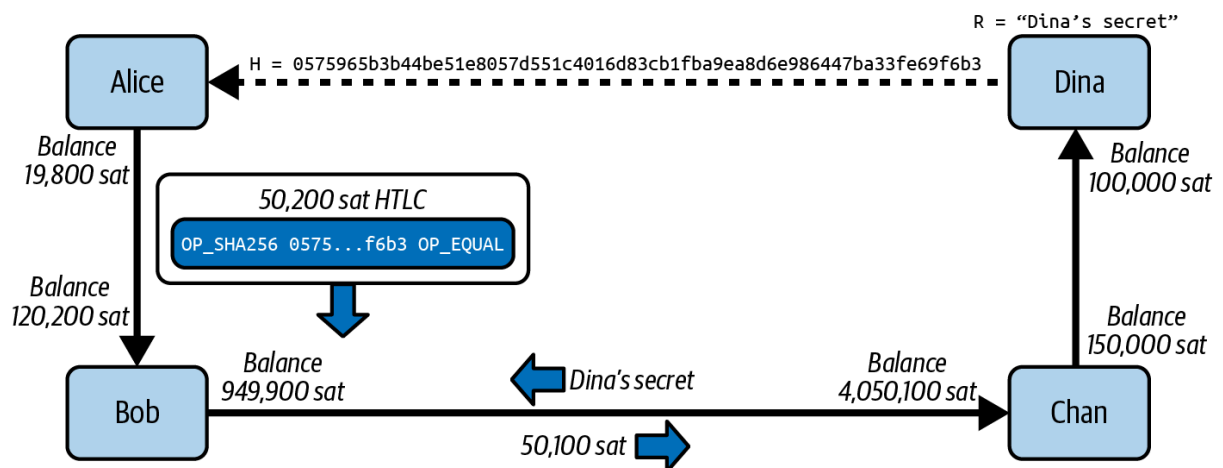 R = “Dina’s secret”
H = 0575965b3b44be51e8057d551c4016d83cb1fba9ea8d6e986447ba33fe69f6b3
Alice
Dina
Balance
19,800 sat
Balance
100,000 sat
50,200 sat HTLC
OP_SHA256 0575...f6b3 OP_EQUAL
Balance
120,200 sat
Balance
150,000 sat
Bob
Balance
949,900 sat
Dina's secret
Balance
4,050,100 sat
Chan
50,100 sat